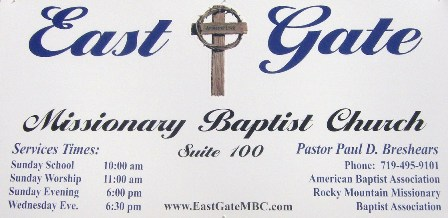 East Gate
Missionary Baptist Church
Suite 100
Services Times:
Sunday School 10:00 am
Sunday Worship 11:00 am
Sunday Evening 6:00 pm
Wednesday Eve. 6:30 pm
www.EastGateMBC.com
Pastor Paul D. Breshears
Phone: 719-495-9101
American Baptist Association
Rocky Mountain Missionary
Baptist Association